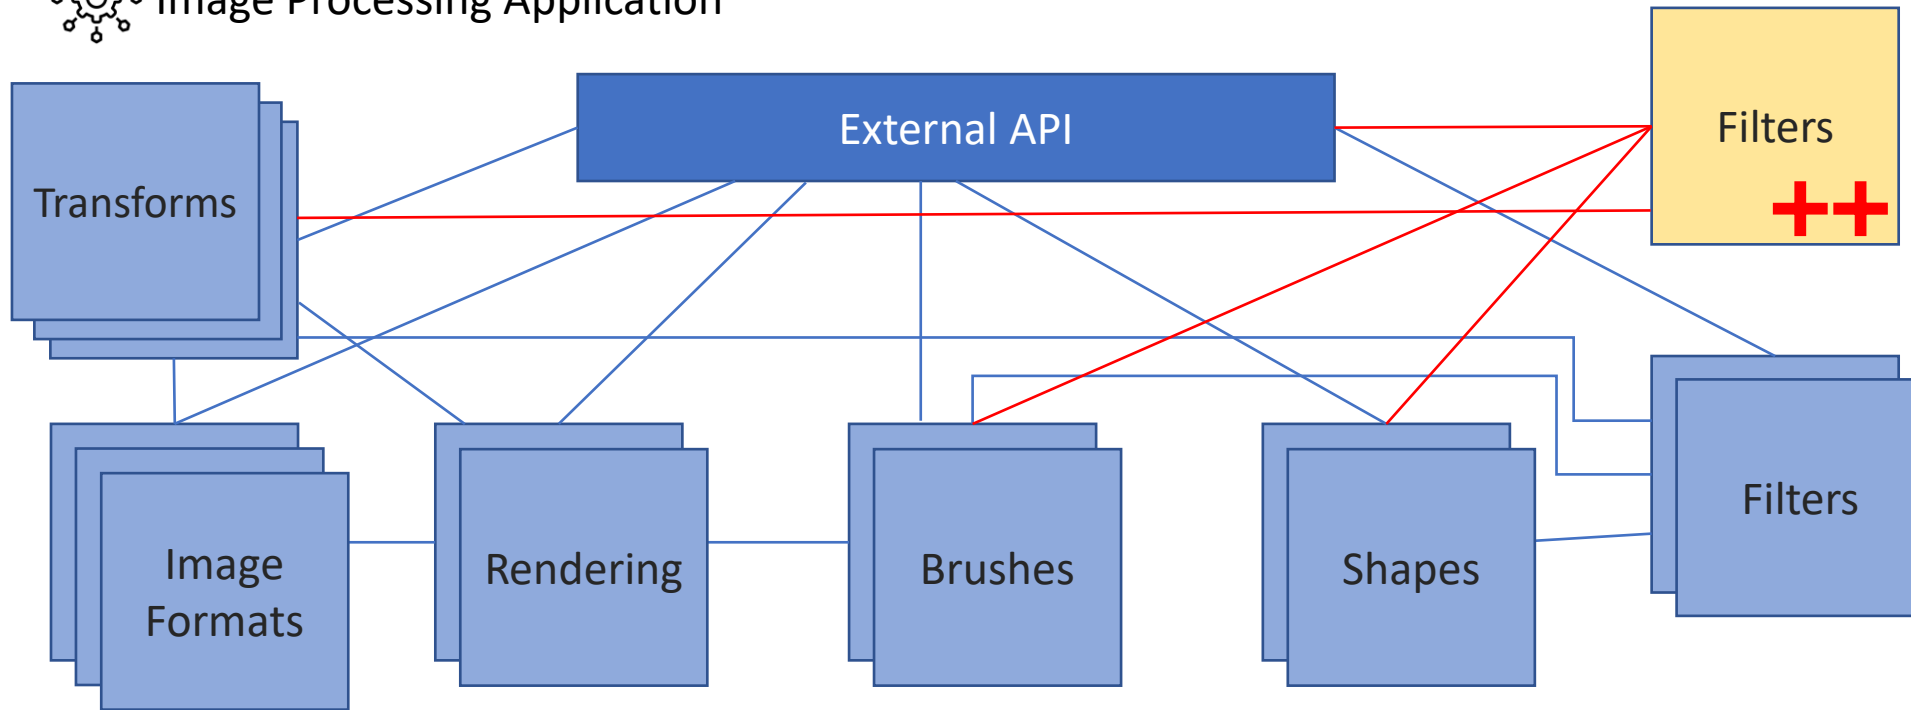 Image Processing Application
External API
Filters
++
Transforms
Filters
Image
Formats
Rendering
Brushes
Shapes